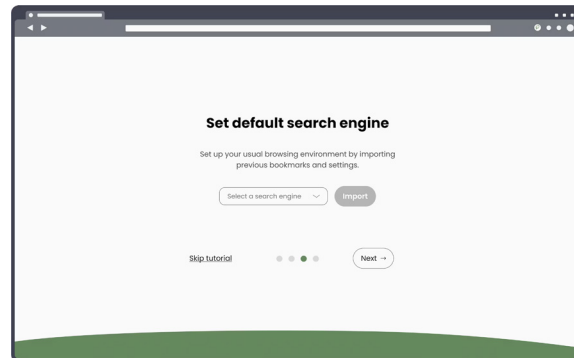 Set default search engine
Set up your usual browsing environment by importing
previous bookmarks and settings.
Select a search engine
Import
Skip tutorial
Next →